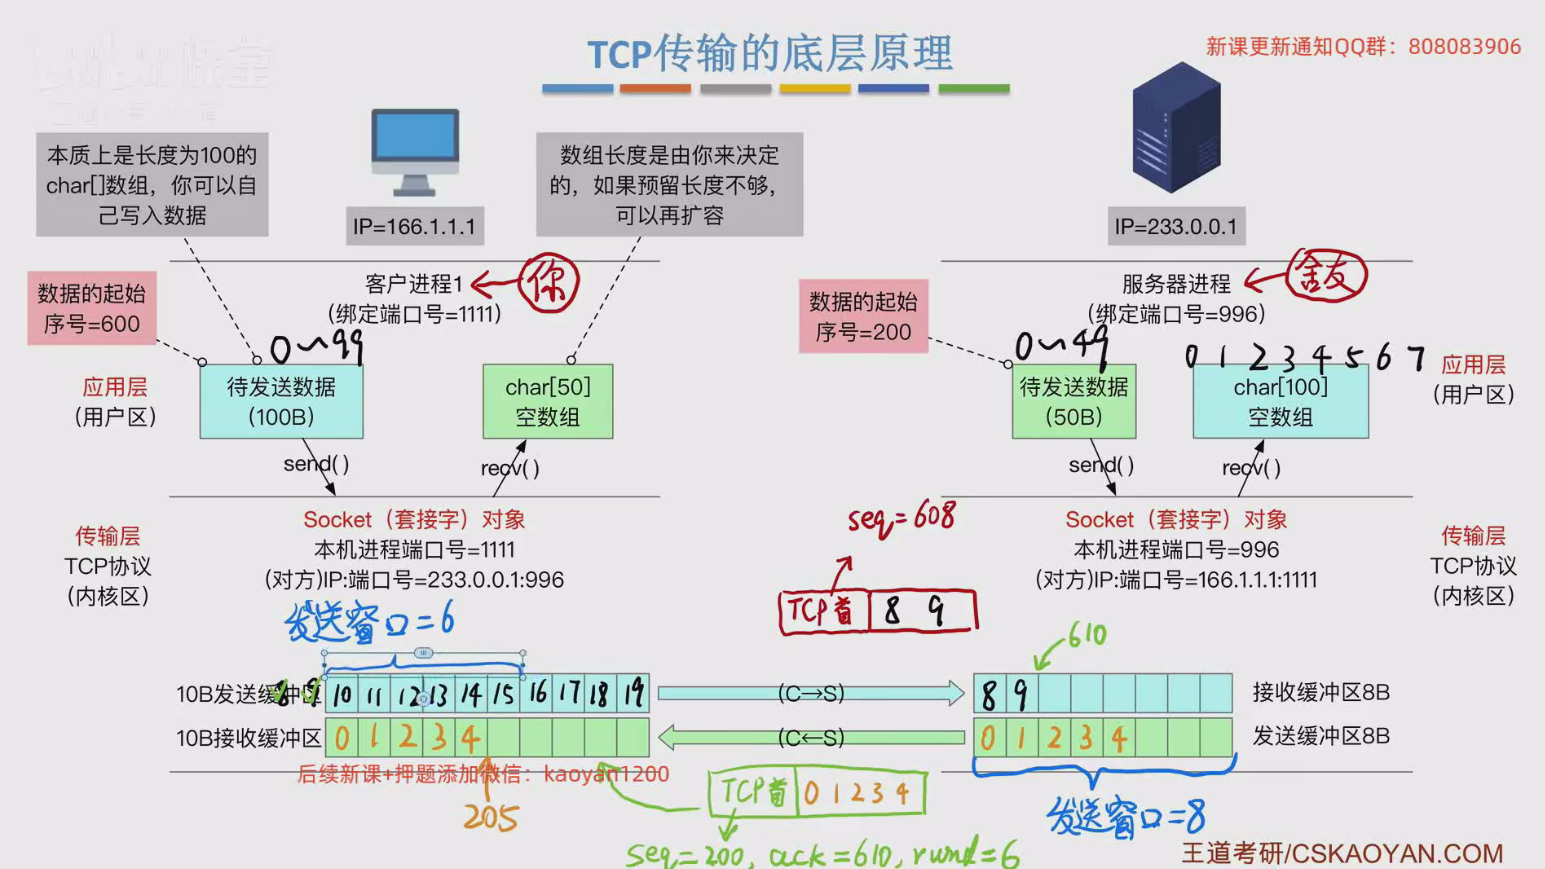 TCP传输的底层原理
新课更新通知QQ群：808083906
本质上是长度为100的
char[]数组，你可以自
己写入数据
数组长度是由你来决定
的，如果预留长度不够，
可以再扩容
IP=166.1.1.1
IP=233.0.0.1
数据的起始
序号=600
客户进程1
你
(绑定端口号=1111)
数据的起始
序号=200
服务器进程
(绑定端口号=996)
0~99
0~49
0 1 2 3 4 5 6 7
应用层
(用户区)
待发送数据
(100B)
char[50]
空数组
待发送数据
(50B)
char[100]
空数组
应用层
(用户区)
send( )
recv( )
send( )
recv( )
传输层
TCP协议
(内核区)
Socket（套接字）对象
本机进程端口号=1111
(对方)IP:端口号=233.0.0.1:996
seq=608
TCP首 8 9
Socket（套接字）对象
本机进程端口号=996
(对方)IP:端口号=166.1.1.1:1111
传输层
TCP协议
(内核区)
发送窗口=6
610
10B发送缓冲区
8 9
10 11 12 13 14 15 16 17 18 19
(C→S)
8 9
接收缓冲区8B
10B接收缓冲区
0 1 2 3 4
(C←S)
0 1 2 3 4
发送缓冲区8B
后续新课+押题添加微信：kaoyan1200
205
TCP首 0 1 2 3 4
发送窗口=8
seq=200, ack=610, rwnd=6
王道考研/CSKAOYAN.COM